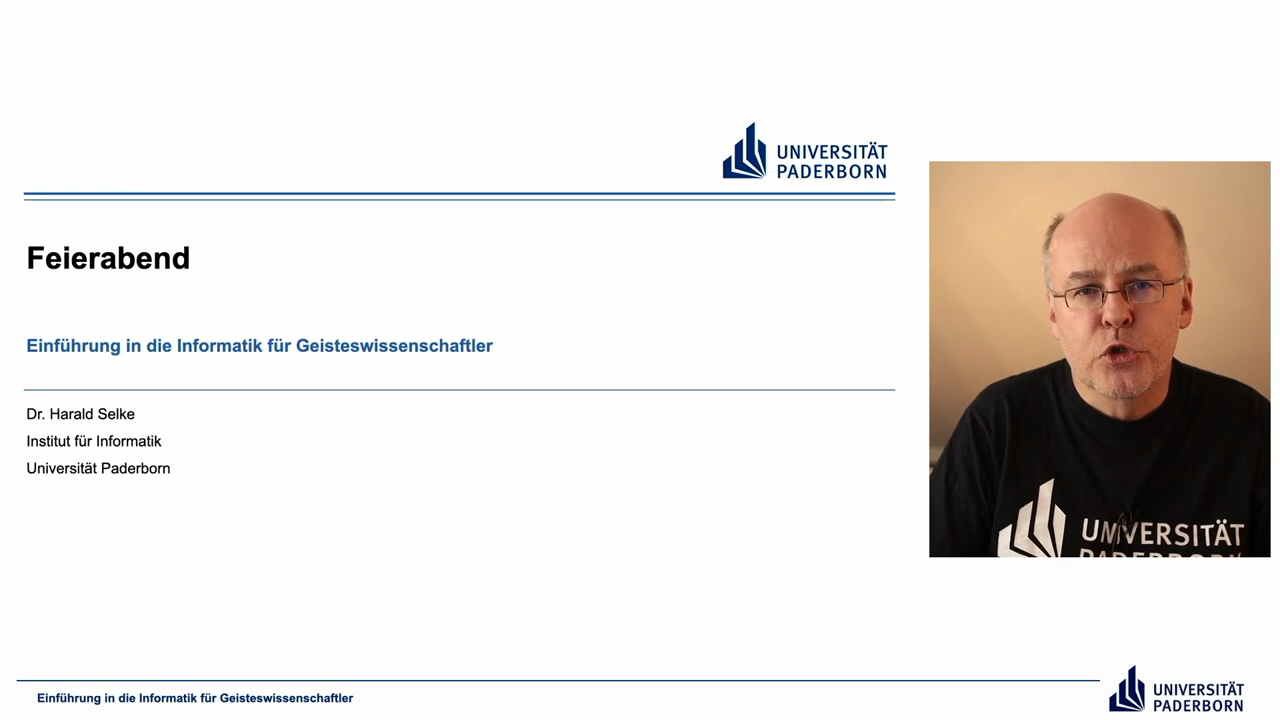 UNIVERSITÄT
PADERBORN
Feierabend
Einführung in die Informatik für Geisteswissenschaftler
Dr. Harald Selke
Institut für Informatik
Universität Paderborn
UNIVERSITÄT
PADERBORN
Einführung in die Informatik für Geisteswissenschaftler
UNIVERSITÄT
PADERBORN